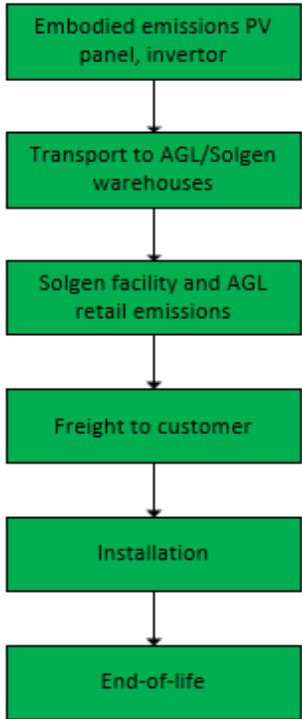 Embodied emissions PV
panel, invertor
Transport to AGL/Solgen
warehouses
Solgen facility and AGL
retail emissions
Freight to customer
Installation
End-of-life